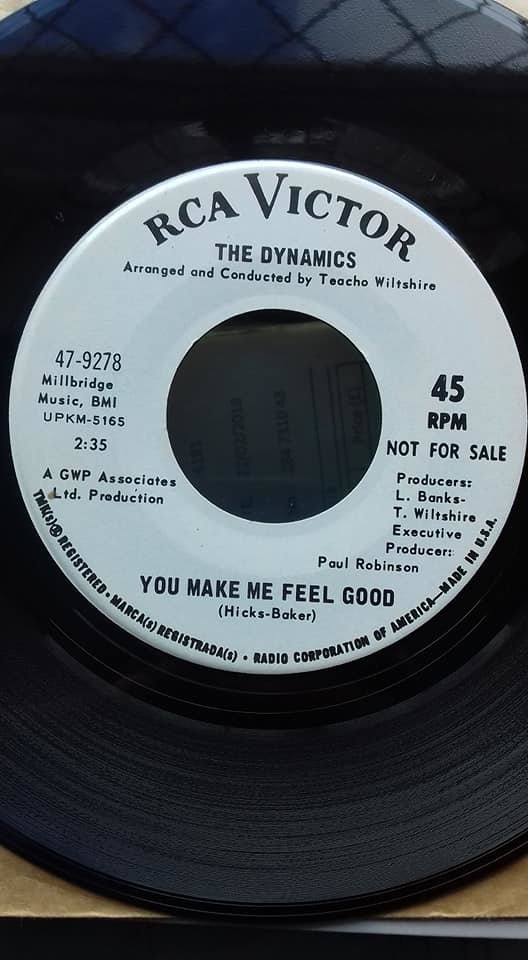 RCA VICTOR
THE DYNAMICS
Arranged and Conducted by Teacho Wiltshire
47-9278
Millbridge
Music, BMI
UPKM-5165
2:35
A GWP Associates
Ltd. Production
45
RPM
NOT FOR SALE
Producers:
L. Banks-
T. Wiltshire
Executive
Producer:
Paul Robinson
YOU MAKE ME FEEL GOOD
(Hicks-Baker)
TMK(s) ® REGISTERED • MARCA(s) REGISTRADA(s) • RADIO CORPORATION OF AMERICA—MADE IN U.S.A.